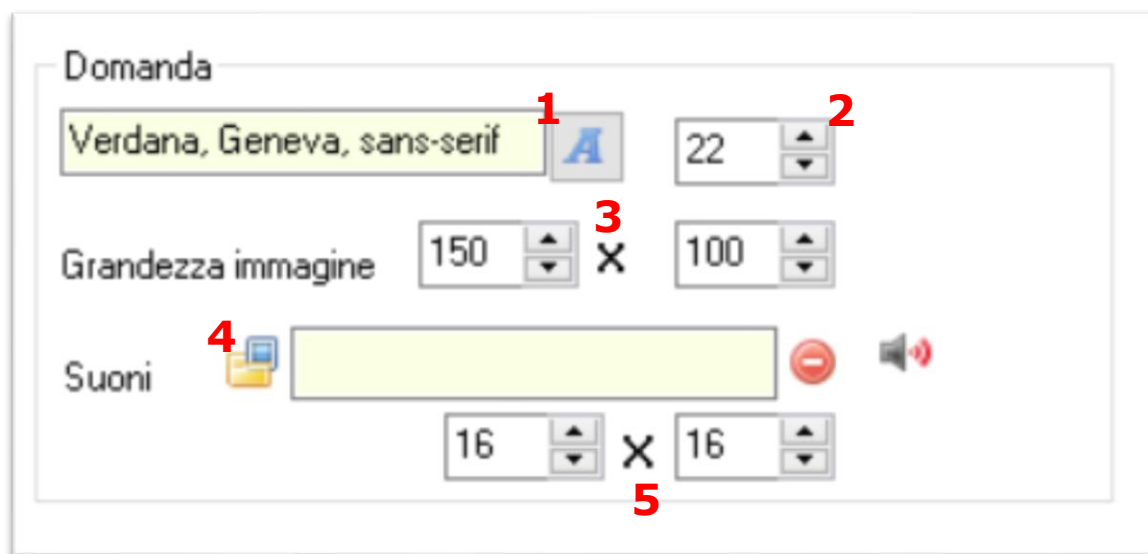 Domanda
1 2
Verdana, Geneva, sans-serif A 22
3
Grandezza immagine 150 X 100
4
Suoni
16 X 16
5